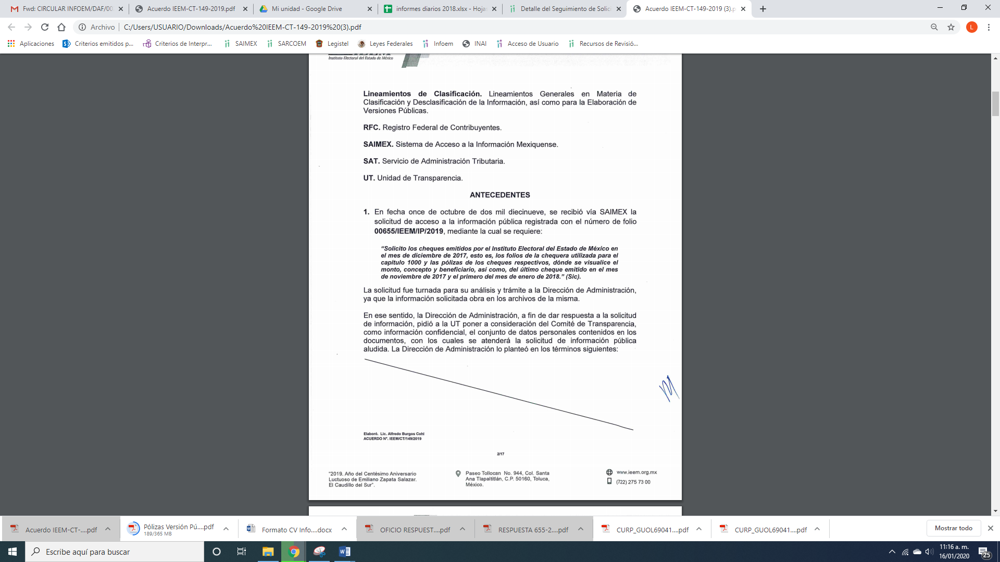 Fwd: CIRCULAR INFOEM/DAF/00
Acuerdo IEEM-CT-149-2019.pdf
Mi unidad - Google Drive
informes diarios 2018.xlsx - Hoja
Detalle del Seguimiento de Solici
Acuerdo IEEM-CT-149-2019 (3).p
Archivo
C:/Users/USUARIO/Downloads/Acuerdo%20IEEM-CT-149-2019%20(3).pdf
L
Aplicaciones
Criterios emitidos p...
Criterios de Interpr...
SAIMEX
SARCOEM
Legistel
Leyes Federales
Infoem
INAI
Acceso de Usuario
Recursos de Revisió...
Instituto Electoral del Estado de México
Lineamientos de Clasificación. Lineamientos Generales en Materia de
Clasificación y Desclasificación de la Información, así como para la Elaboración de
Versiones Públicas.
RFC. Registro Federal de Contribuyentes.
SAIMEX. Sistema de Acceso a la Información Mexiquense.
SAT. Servicio de Administración Tributaria.
UT. Unidad de Transparencia.
ANTECEDENTES
1. En fecha once de octubre de dos mil diecinueve, se recibió vía SAIMEX la
solicitud de acceso a la información pública registrada con el número de folio
00655/IEEM/IP/2019, mediante la cual se requiere:
“Solicito los cheques emitidos por el Instituto Electoral del Estado de México en
el mes de diciembre de 2017, esto es, los folios de la chequera utilizada para el
capítulo 1000 y las pólizas de los cheques respectivos, dónde se visualice el
monto, concepto y beneficiario, así como, del último cheque emitido en el mes
de noviembre de 2017 y el primero del mes de enero de 2018.” (Sic).
La solicitud fue turnada para su análisis y trámite a la Dirección de Administración,
ya que la información solicitada obra en los archivos de la misma.
En ese sentido, la Dirección de Administración, a fin de dar respuesta a la solicitud
de información, pidió a la UT poner a consideración del Comité de Transparencia,
como información confidencial, el conjunto de datos personales contenidos en los
documentos, con los cuales se atenderá la solicitud de información pública
aludida. La Dirección de Administración lo planteó en los términos siguientes:
Elaboró. Lic. Alfredo Burgos Cohl
ACUERDO N°. IEEM/CT/149/2019
2/17
"2019. Año del Centésimo Aniversario
Luctuoso de Emiliano Zapata Salazar.
El Caudillo del Sur".
Paseo Tollocan No. 944, Col. Santa
Ana Tlapaltitlán, C.P. 50160, Toluca,
México.
www.ieem.org.mx
(722) 275 73 00
Acuerdo IEEM-CT-....pdf
Pólizas Versión Pú....pdf
189/365 MB
Formato CV Info....docx
OFICIO RESPUEST....pdf
RESPUESTA 655-2....pdf
CURP_GUOL69041....pdf
CURP_GUOL69041....pdf
Mostrar todo
Escribe aquí para buscar
11:16 a. m.
16/01/2020
25